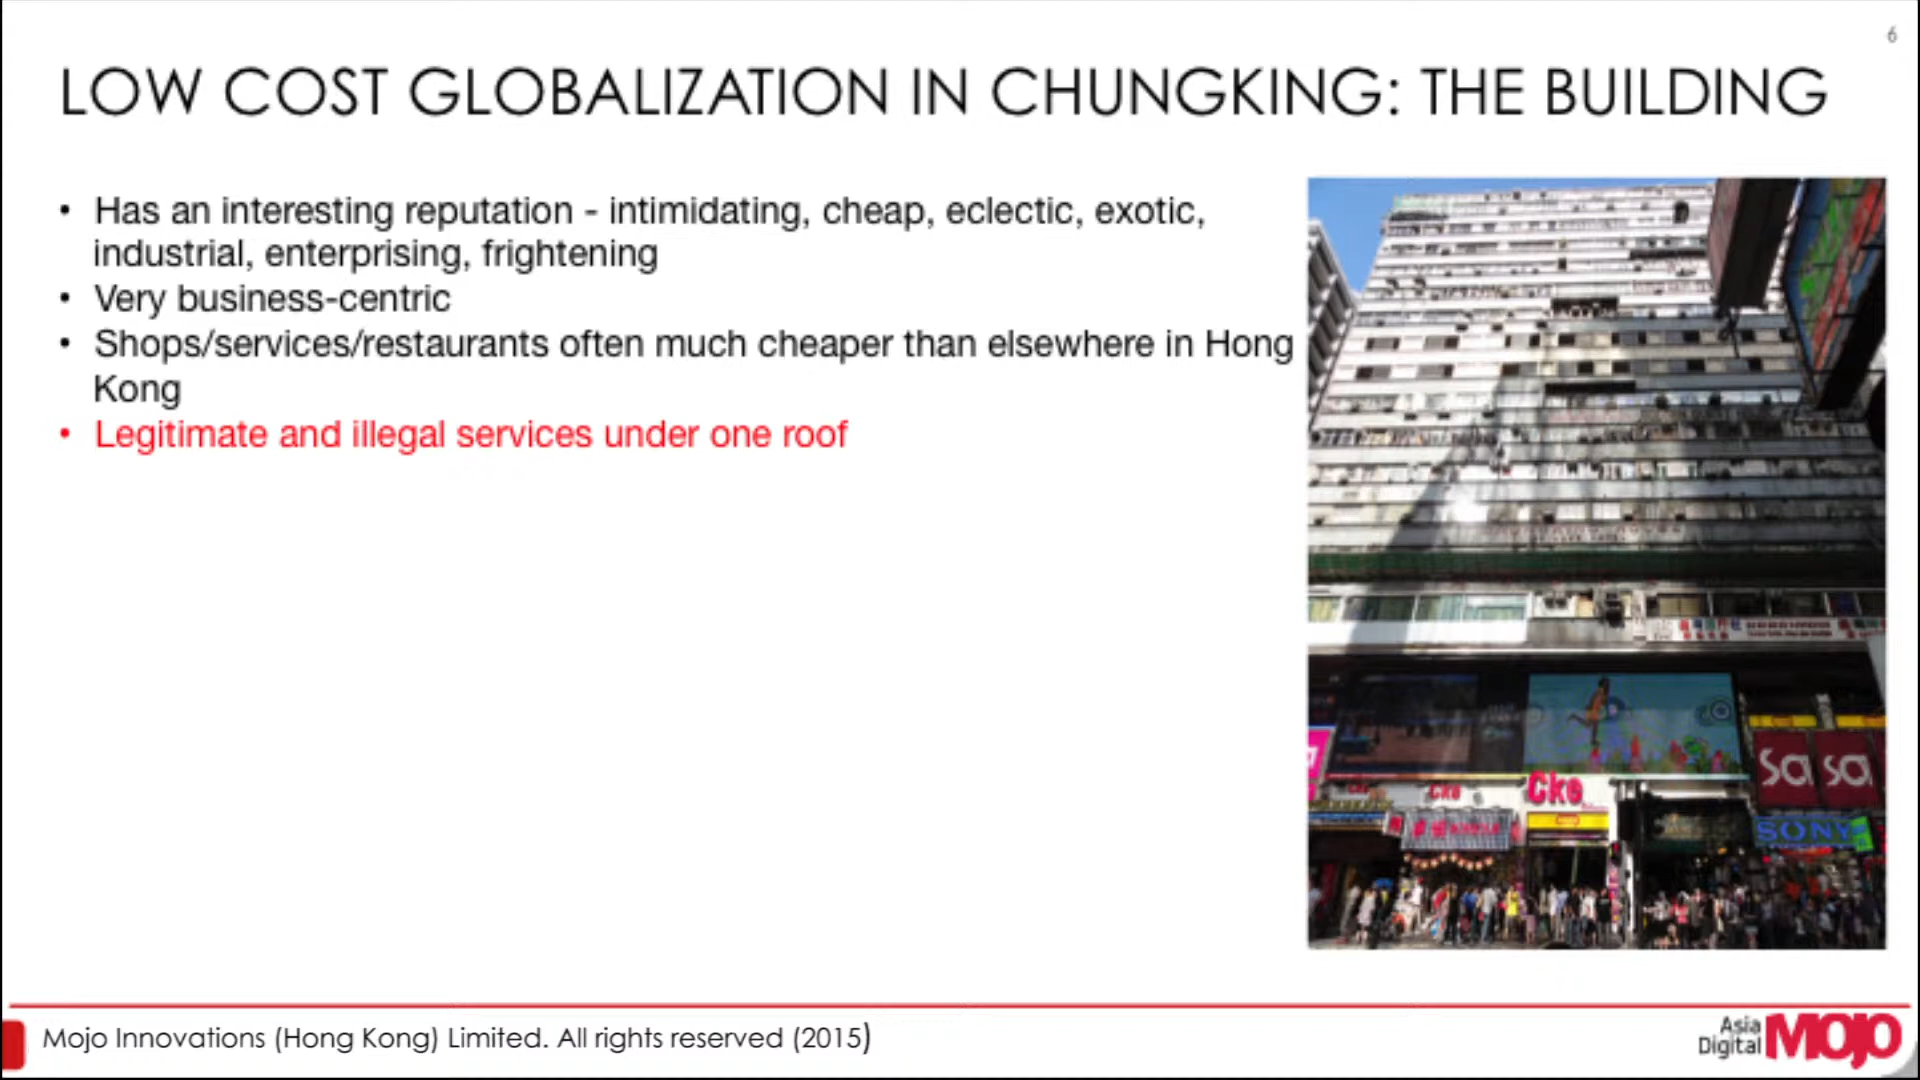 6
LOW COST GLOBALIZATION IN CHUNGKING: THE BUILDING
• Has an interesting reputation - intimidating, cheap, eclectic, exotic,
industrial, enterprising, frightening
• Very business-centric
• Shops/services/restaurants often much cheaper than elsewhere in Hong
Kong
• Legitimate and illegal services under one roof
Cke
Cke
Sa
sa
SONY
Mojo Innovations (Hong Kong) Limited. All rights reserved (2015)
Asia
Digital
MOJO